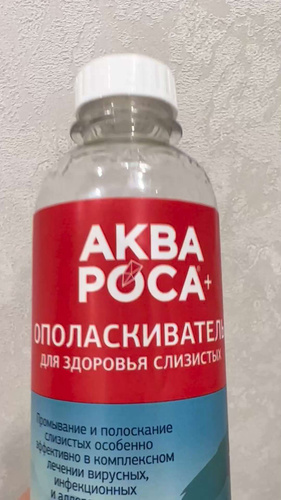 АКВА
РОСА®+
ОПОЛАСКИВАТЕЛЬ
ДЛЯ ЗДОРОВЬЯ СЛИЗИСТЫХ
Промывание и полоскание
слизистых особенно
эффективно в комплексном
лечении вирусных,
инфекционных